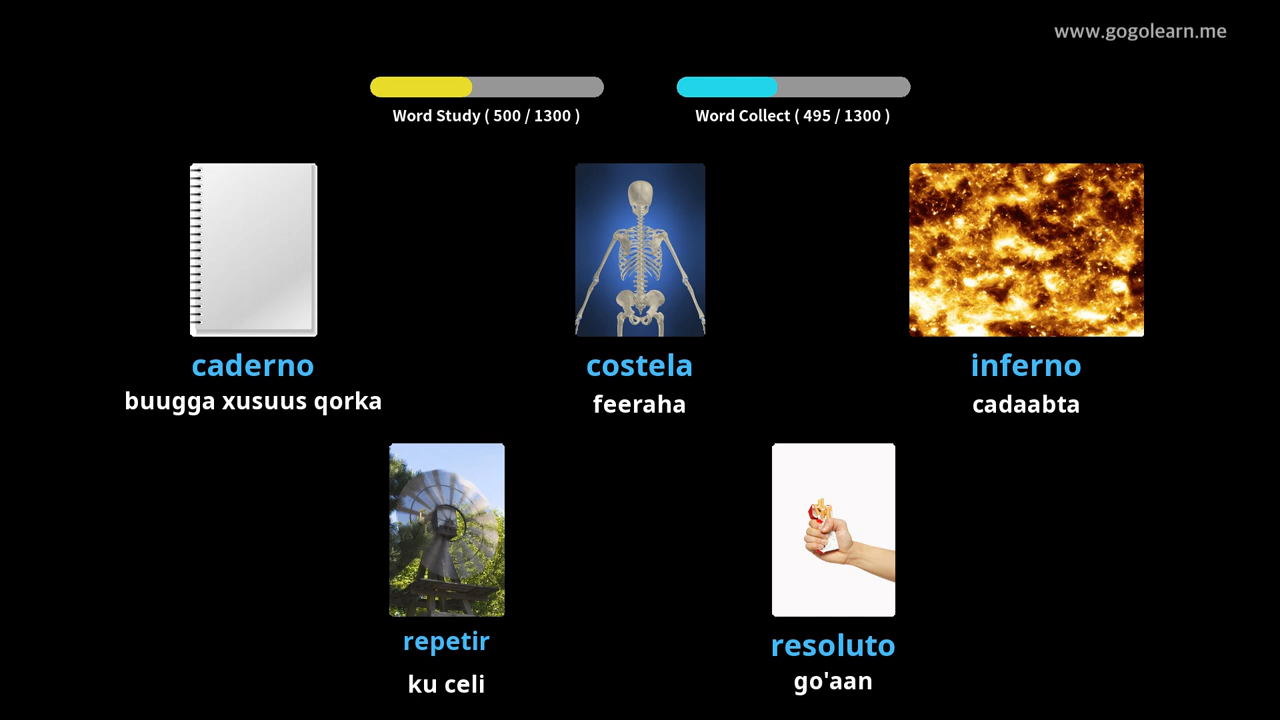 www.gogolearn.me
Word Study ( 500 / 1300 )
Word Collect ( 495 / 1300 )
caderno
buugga xusuus qorka
costela
feeraha
inferno
cadaabta
repetir
ku celi
resoluto
go'aan